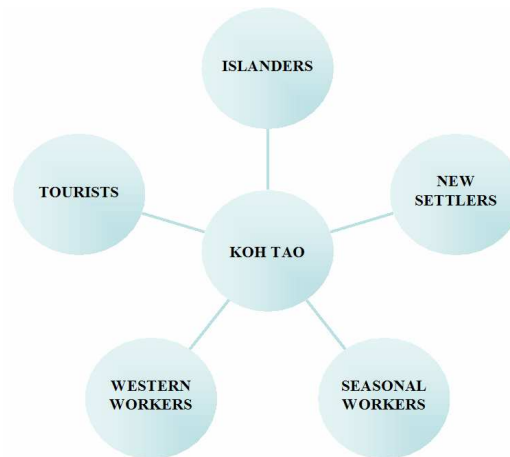 ISLANDERS
TOURISTS
NEW
SETTLERS
KOH TAO
WESTERN
WORKERS
SEASONAL
WORKERS